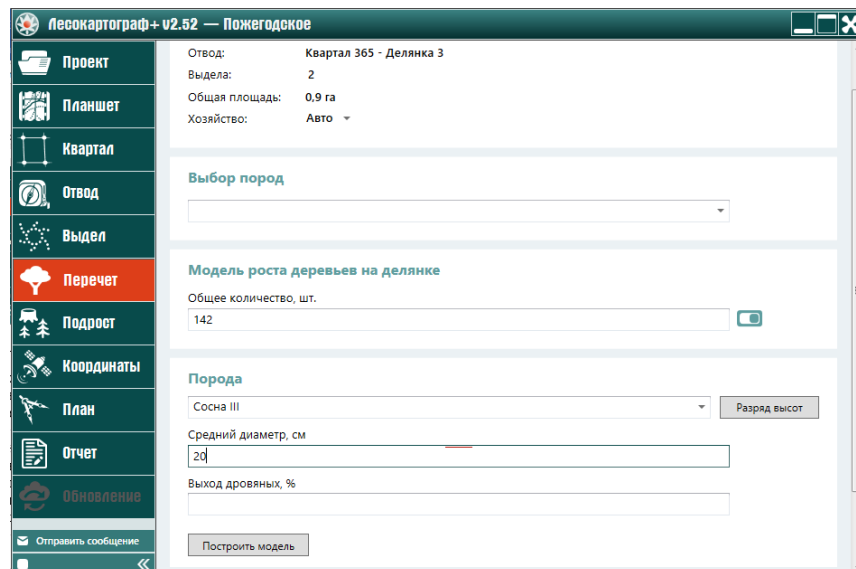 Лесокартограф+ v2.52 — Пожегодское
Проект
Планшет
Квартал
Отвод
Выдел
Перечет
Подрост
Координаты
План
Отчет
Обновление
Отправить сообщение
Отвод: Квартал 365 - Делянка 3
Выдела: 2
Общая площадь: 0,9 га
Хозяйство: Авто
Выбор пород
Модель роста деревьев на делянке
Общее количество, шт.
142
Порода
Сосна III
Разряд высот
Средний диаметр, см
20
Выход дровяных, %
Построить модель